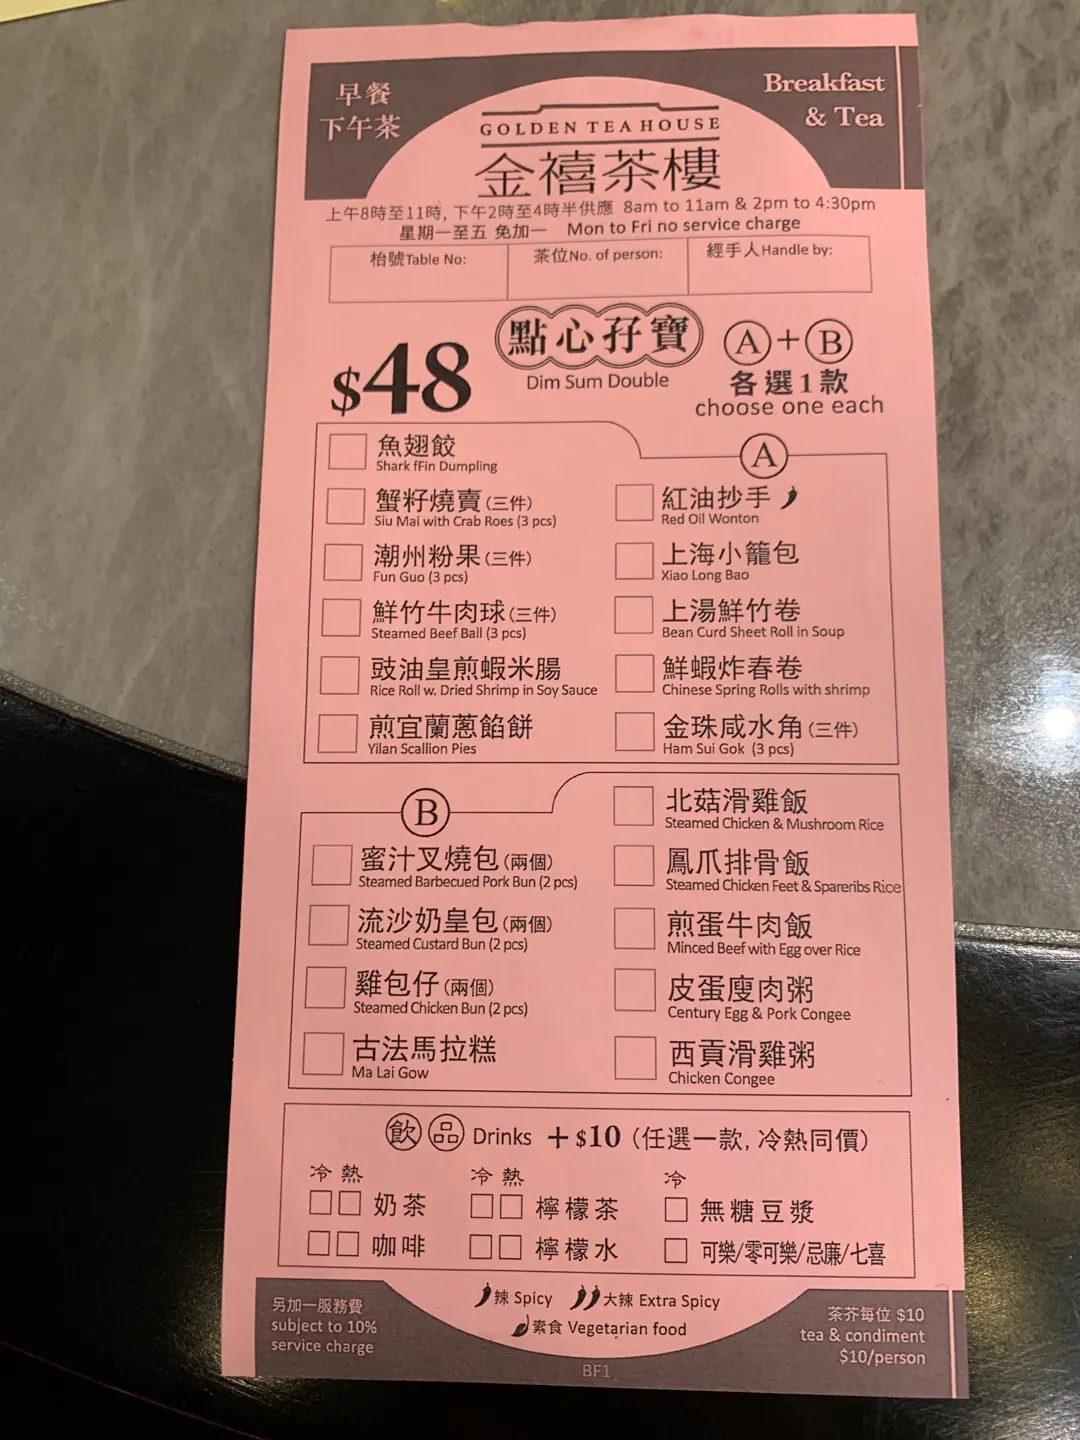 早餐
下午茶
Breakfast
& Tea
GOLDEN TEA HOUSE
金禧茶樓
上午8時至11時, 下午2時至4時半供應 8am to 11am & 2pm to 4:30pm
星期一至五 免加一 Mon to Fri no service charge
枱號Table No:
茶位No. of person:
經手人Handle by:
$48
點心孖寶
Dim Sum Double
A+B
各選1款
choose one each
A
魚翅餃
Shark fFin Dumpling
蟹籽燒賣(三件)
Siu Mai with Crab Roes (3 pcs)
潮州粉果(三件)
Fun Guo (3 pcs)
鮮竹牛肉球(三件)
Steamed Beef Ball (3 pcs)
豉油皇煎蝦米腸
Rice Roll w. Dried Shrimp in Soy Sauce
煎宜蘭蔥餡餅
Yilan Scallion Pies
紅油抄手
Red Oil Wonton
上海小籠包
Xiao Long Bao
上湯鮮竹卷
Bean Curd Sheet Roll in Soup
鮮蝦炸春卷
Chinese Spring Rolls with shrimp
金珠咸水角(三件)
Ham Sui Gok (3 pcs)
B
蜜汁叉燒包(兩個)
Steamed Barbecued Pork Bun (2 pcs)
流沙奶皇包(兩個)
Steamed Custard Bun (2 pcs)
雞包仔(兩個)
Steamed Chicken Bun (2 pcs)
古法馬拉糕
Ma Lai Gow
北菇滑雞飯
Steamed Chicken & Mushroom Rice
鳳爪排骨飯
Steamed Chicken Feet & Spareribs Rice
煎蛋牛肉飯
Minced Beef with Egg over Rice
皮蛋廋肉粥
Century Egg & Pork Congee
西貢滑雞粥
Chicken Congee
飲品 Drinks +$10 (任選一款, 冷熱同價)
冷 熱
奶茶
咖啡
冷 熱
檸檬茶
檸檬水
冷
無糖豆漿
可樂/零可樂/忌廉/七喜
另加一服務費
subject to 10%
service charge
辣 Spicy 大辣 Extra Spicy
素食 Vegetarian food
BF1
茶芥每位 $10
tea & condiment
$10/person